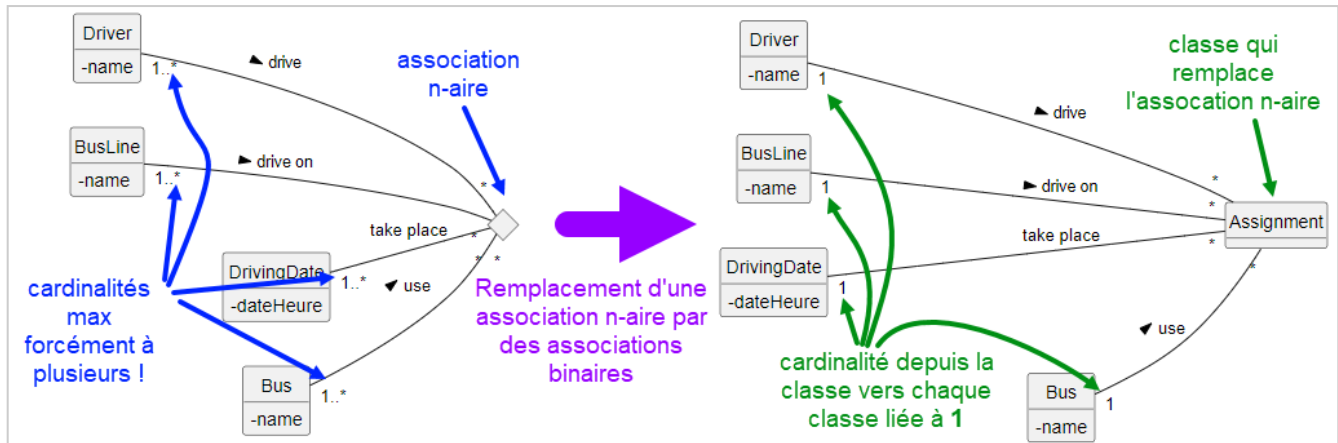 Driver
-name
1..*
drive
association
n-aire
BusLine
-name
1..*
drive on
*
*
take place
DrivingDate
-dateHeure
1..*
*
*
use
cardinalités
max
forcément à
plusieurs !
Bus
-name
1..*
Remplacement d'une
association n-aire par
des associations
binaires
Driver
-name
1
drive
classe qui
remplace
l'assocation n-aire
BusLine
-name
1
drive on
*
*
Assignment
take place
*
*
DrivingDate
-dateHeure
1
use
cardinalité depuis la
classe vers chaque
classe liée à 1
Bus
-name
1